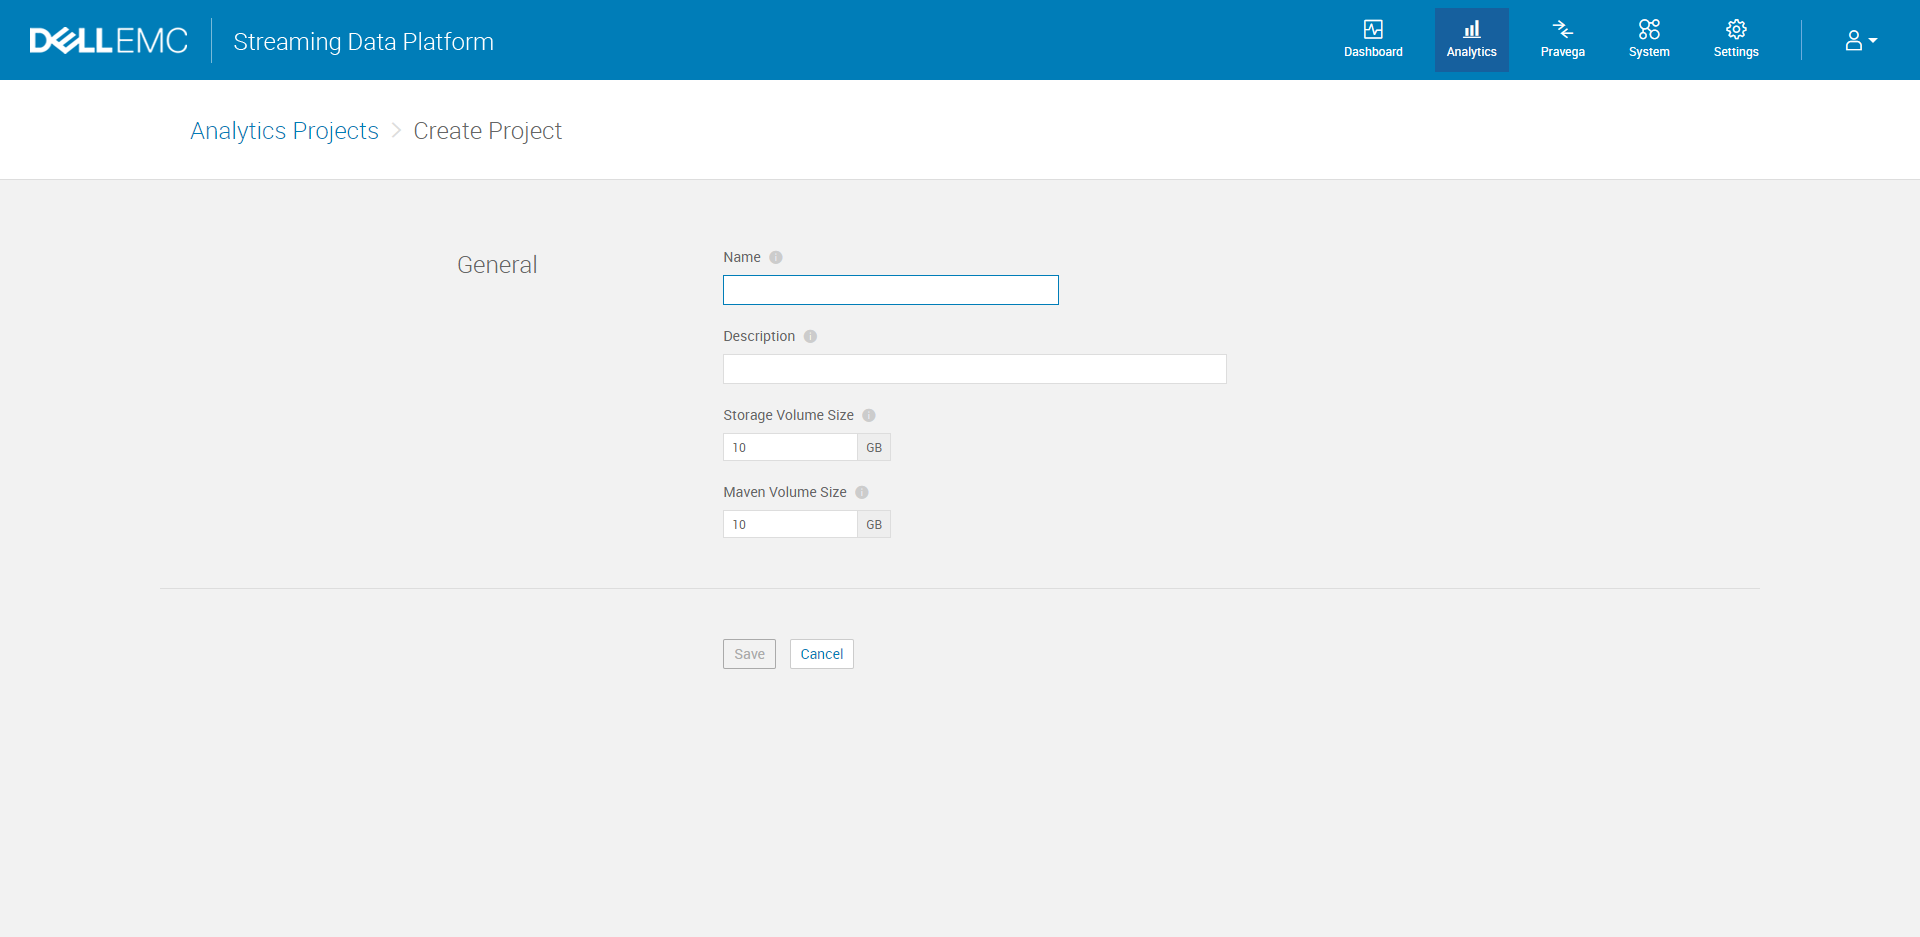 DELLEMC
Streaming Data Platform
Dashboard
Analytics
Pravega
System
Settings
Analytics Projects > Create Project
General
Name
Description
Storage Volume Size
10 GB
Maven Volume Size
10 GB
Save Cancel